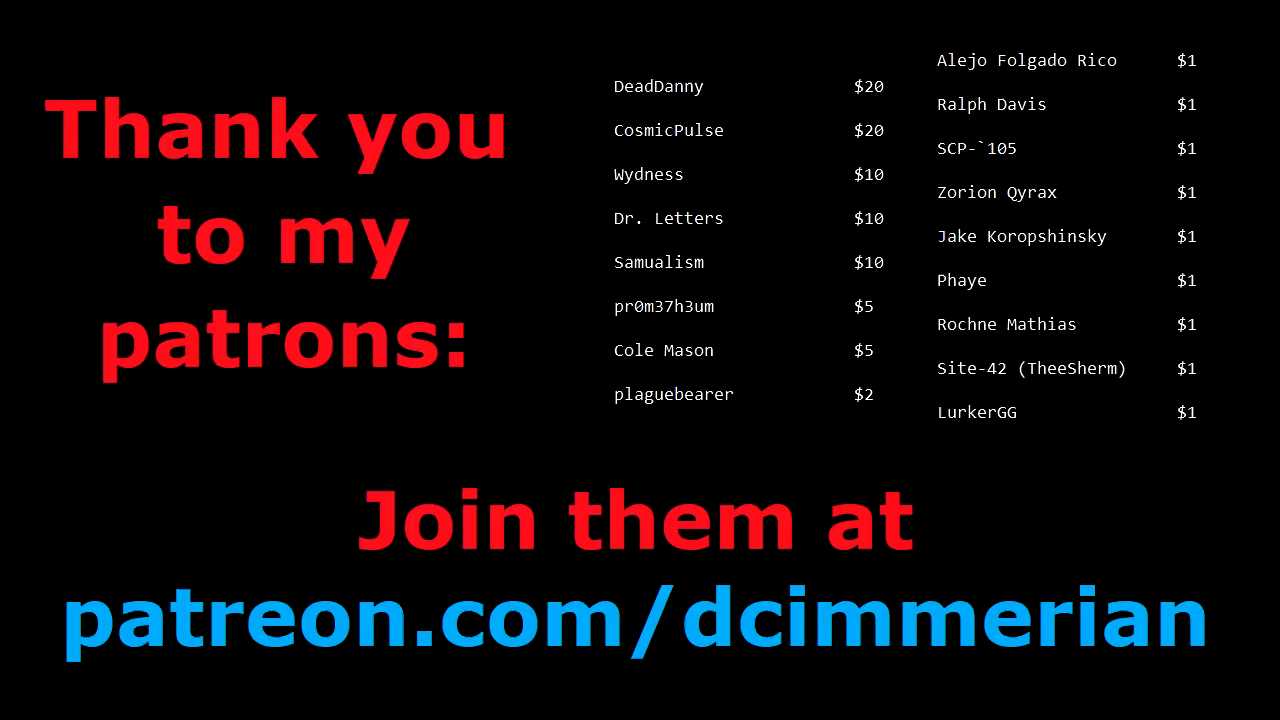 Thank you
to my
patrons:
DeadDanny $20
CosmicPulse $20
Wydness $10
Dr. Letters $10
Samualism $10
pr0m37h3um $5
Cole Mason $5
plaguebearer $2
Alejo Folgado Rico $1
Ralph Davis $1
SCP-`105 $1
Zorion Qyrax $1
Jake Koropshinsky $1
Phaye $1
Rochne Mathias $1
Site-42 (TheeSherm) $1
LurkerGG $1
Join them at
patreon.com/dcimmerian